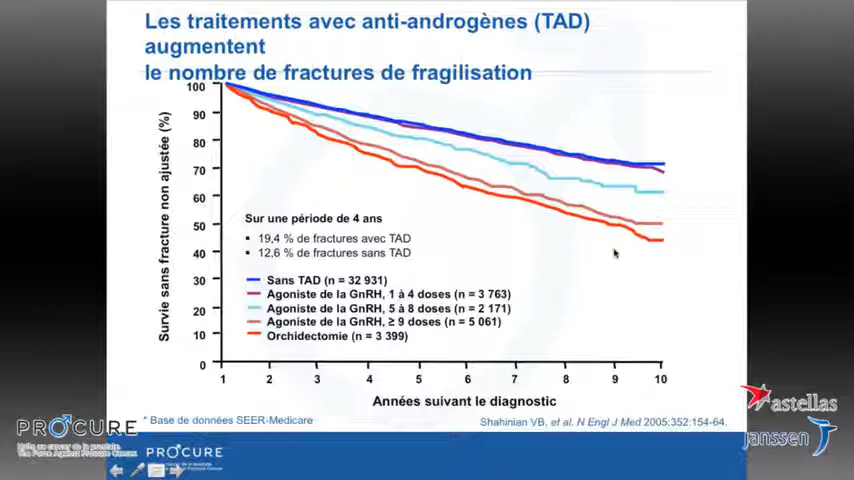 Les traitements avec anti-androgènes (TAD)
augmentent
le nombre de fractures de fragilisation
Survie sans fracture non ajustée (%)
100
90
80
70
60
50
40
30
20
10
0
Sur une période de 4 ans
▪ 19,4 % de fractures avec TAD
▪ 12,6 % de fractures sans TAD
Sans TAD (n = 32 931)
Agoniste de la GnRH, 1 à 4 doses (n = 3 763)
Agoniste de la GnRH, 5 à 8 doses (n = 2 171)
Agoniste de la GnRH, ≥ 9 doses (n = 5 061)
Orchidectomie (n = 3 399)
1 2 3 4 5 6 7 8 9 10
Années suivant le diagnostic
* Base de données SEER-Medicare
Shahinian VB, et al. N Engl J Med 2005:352:154-64.
PROCURE
The Force Against Prostate Cancer
PROCURE
astellas
janssen